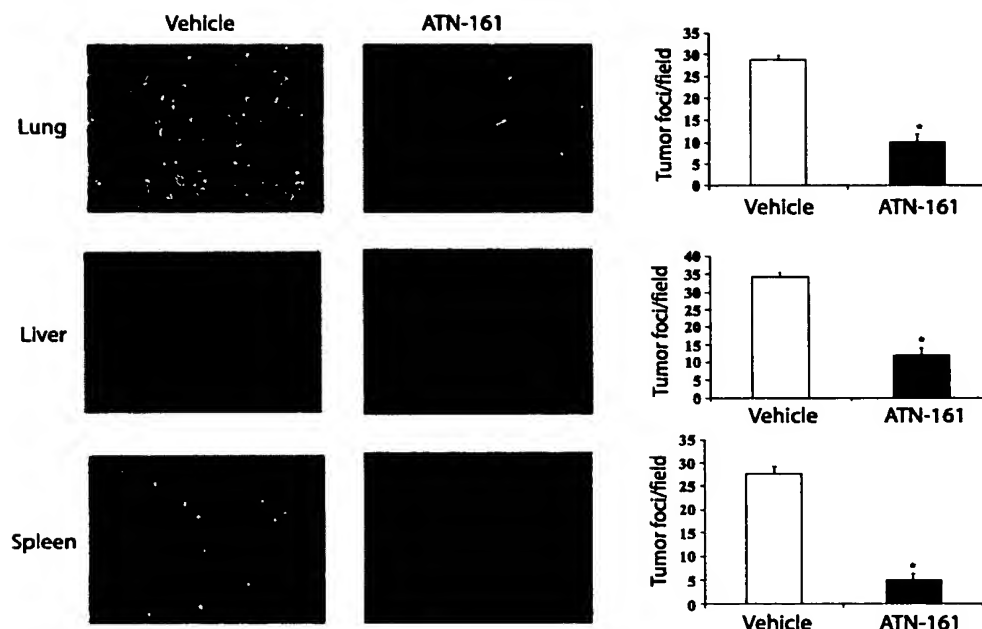 Vehicle
ATN-161
Lung
Tumor foci/field
35
30
25
20
15
10
5
0
*
Vehicle
ATN-161
Liver
Tumor foci/field
40
35
30
25
20
15
10
5
0
*
Vehicle
ATN-161
Spleen
Tumor foci/field
35
30
25
20
15
10
5
0
*
Vehicle
ATN-161